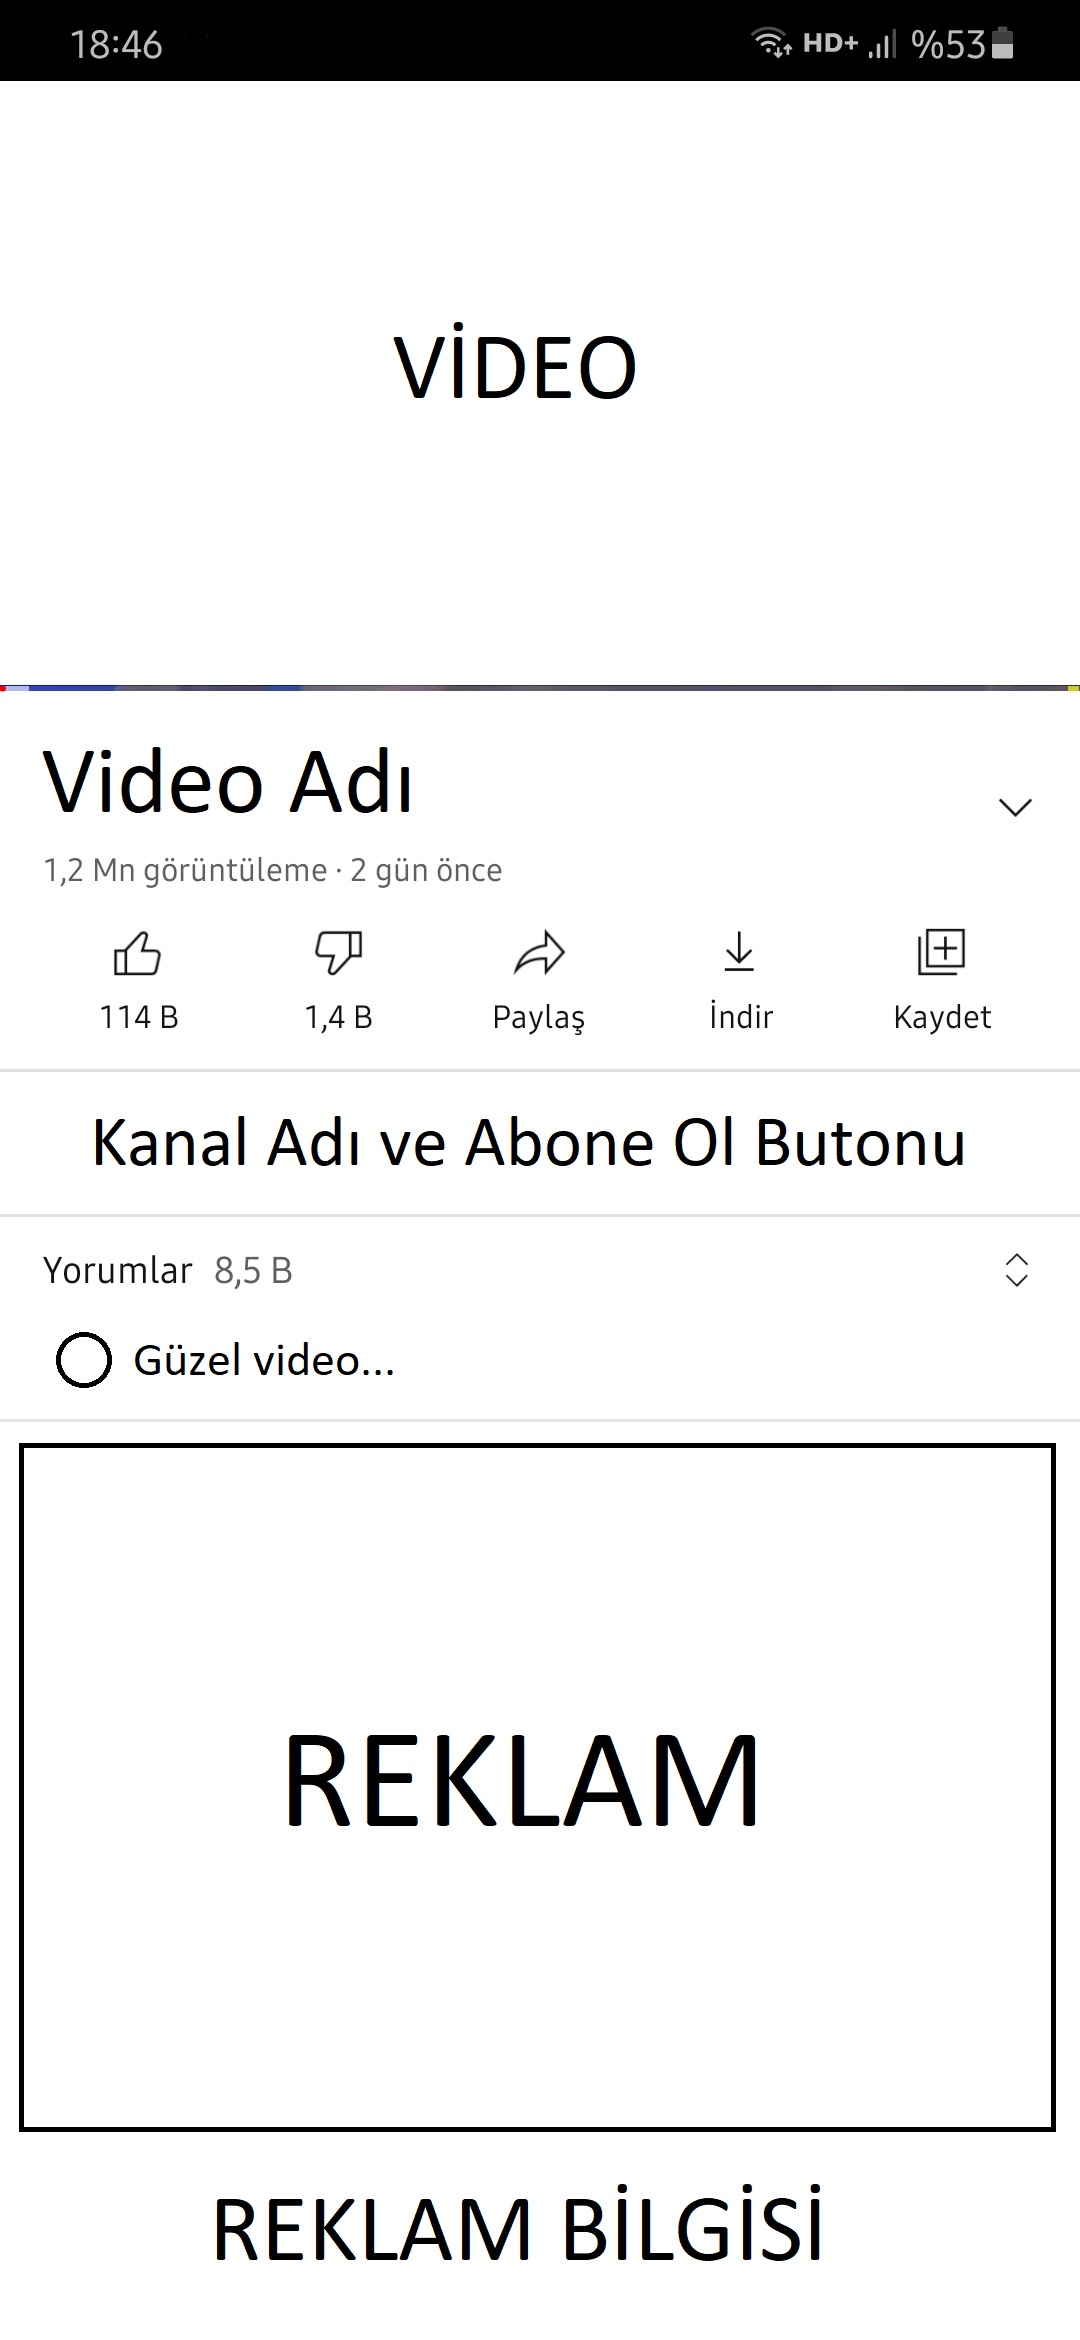 18:46 HD+ %53
VİDEO
Video Adı
1,2 Mn görüntüleme · 2 gün önce
114 B 1,4 B Paylaş İndir Kaydet
Kanal Adı ve Abone Ol Butonu
Yorumlar 8,5 B
Güzel video...
REKLAM
REKLAM BİLGİSİ